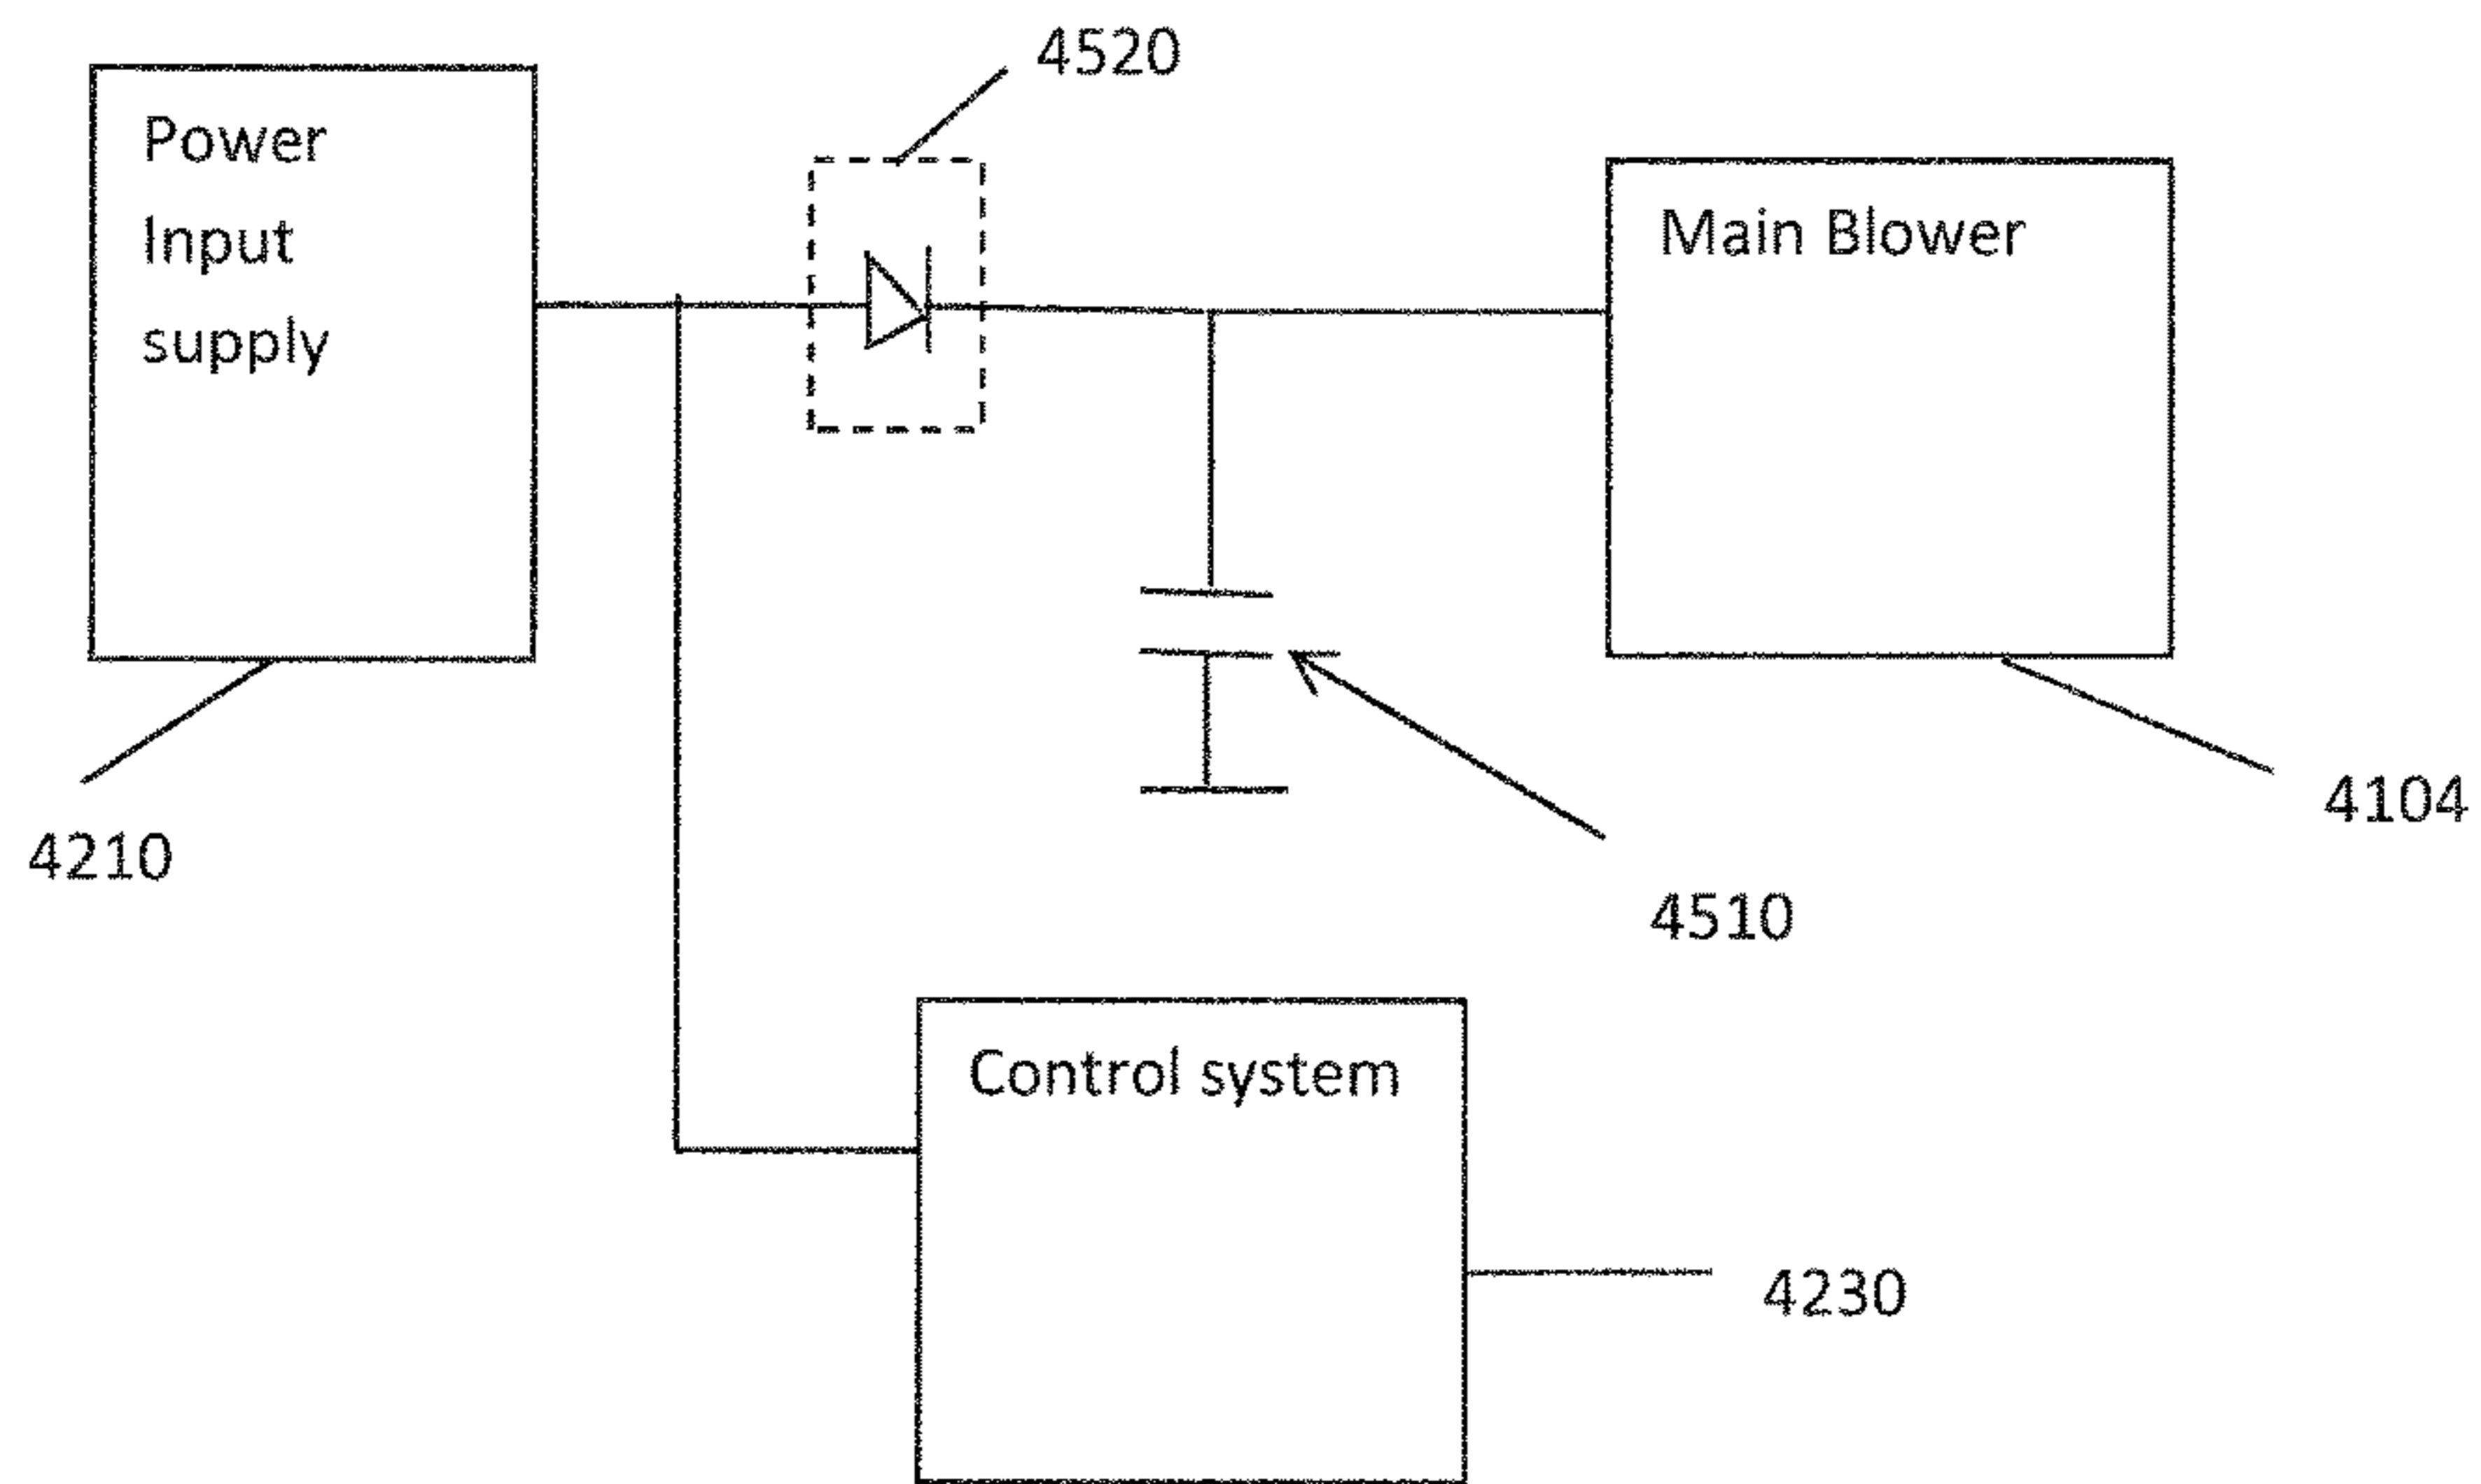 4520
Power
Input
supply
Main Blower
4104
4210
4510
Control system
4230